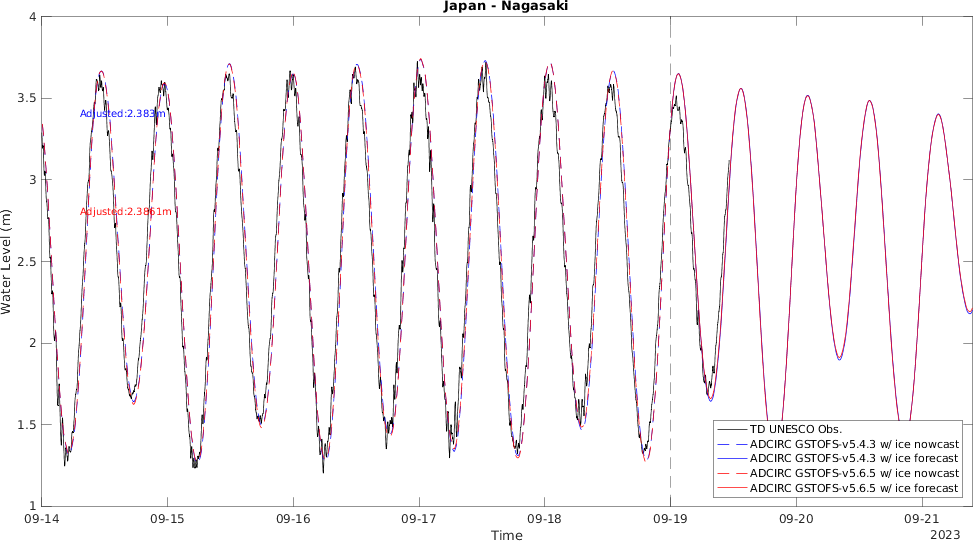 Japan - Nagasaki
4
3.5
3
2.5
2
1.5
1
Water Level (m)
Adjusted:2.383m
Adjusted:2.3861m
TD UNESCO Obs.
ADCIRC GSTOFS-v5.4.3 w/ ice nowcast
ADCIRC GSTOFS-v5.4.3 w/ ice forecast
ADCIRC GSTOFS-v5.6.5 w/ ice nowcast
ADCIRC GSTOFS-v5.6.5 w/ ice forecast
09-14 09-15 09-16 09-17 09-18 09-19 09-20 09-21
Time
2023